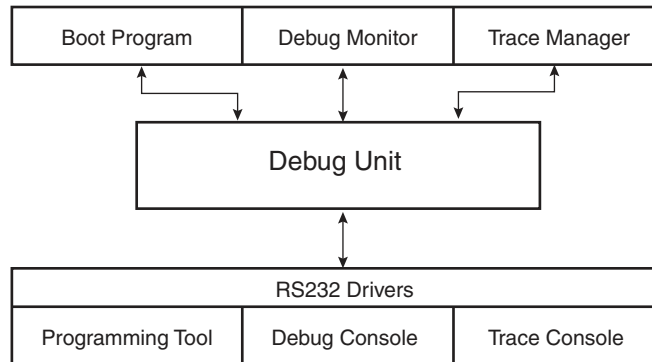 Boot Program
Debug Monitor
Trace Manager
Debug Unit
RS232 Drivers
Programming Tool
Debug Console
Trace Console